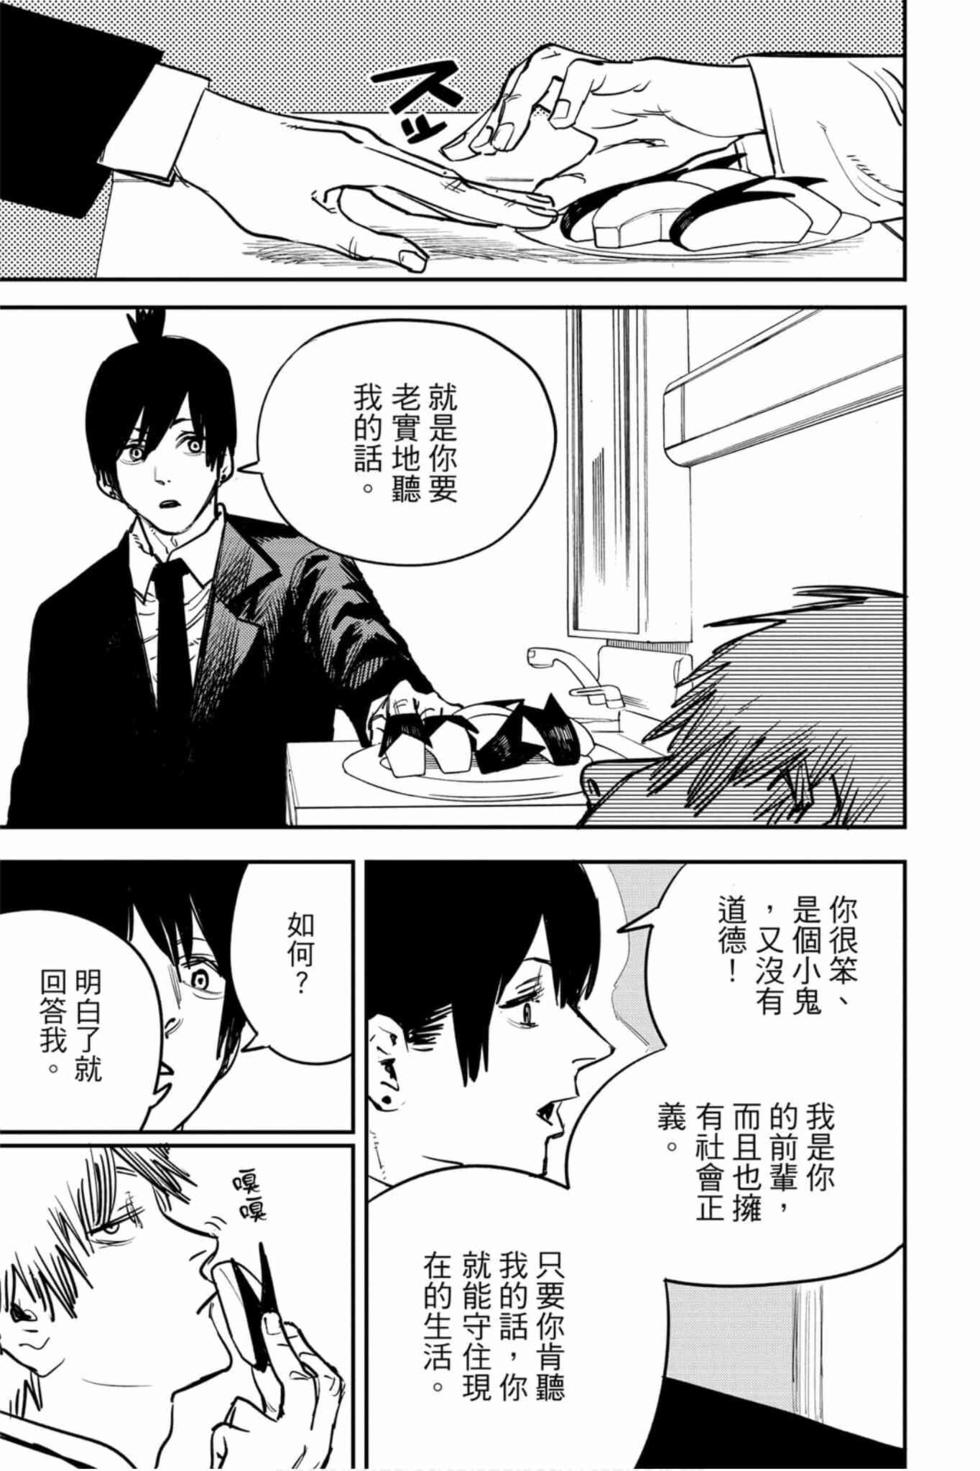 スッ
就是你要
老實地聽
我的話。
你很笨、
是個小鬼
，又沒有
道德！
我是你
的前輩，
而且也擁
有社會正
義。
只要你肯聽
我的話，你
就能守住現
在的生活。
如何？
明白了就
回答我。
嗅嗅